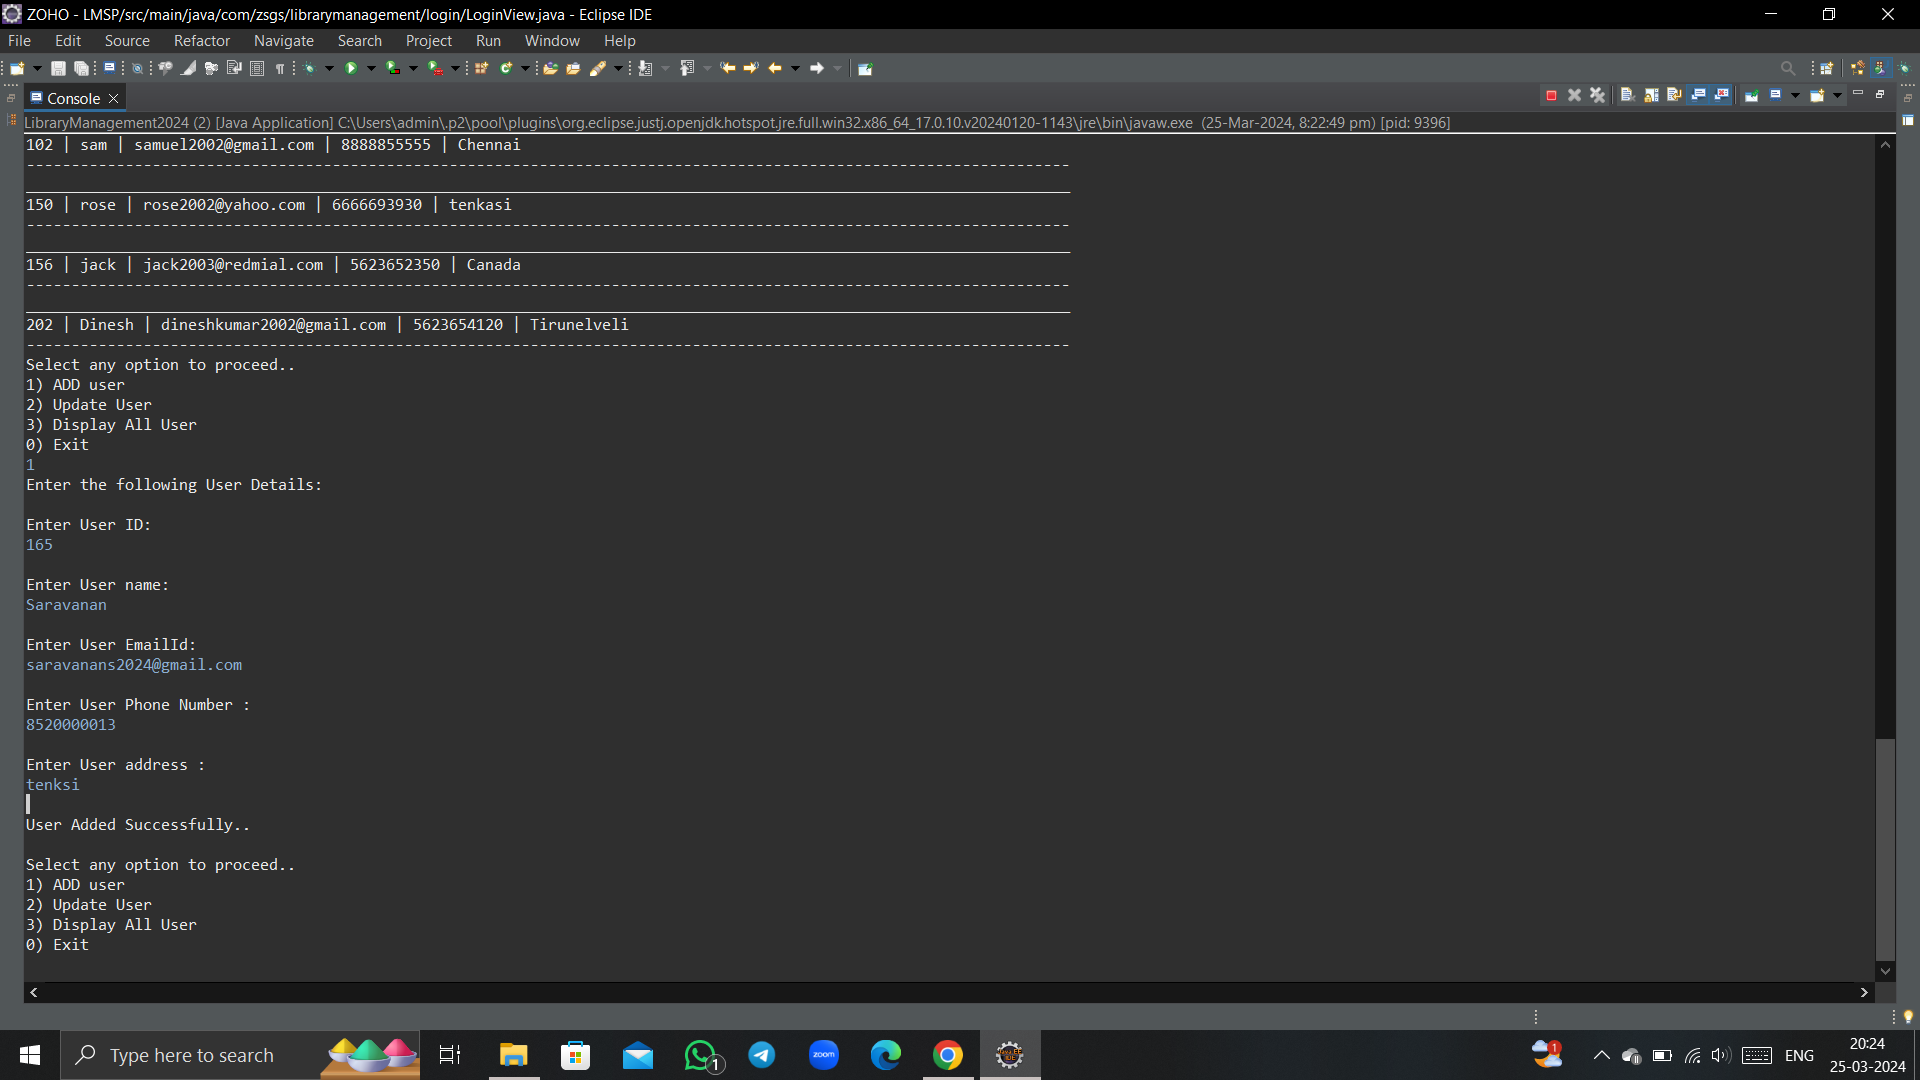 ZOHO - LMSP/src/main/java/com/zsgs/librarymanagement/login/LoginView.java - Eclipse IDE
File Edit Source Refactor Navigate Search Project Run Window Help
Console
LibraryManagement2024 (2) [Java Application] C:\Users\admin\.p2\pool\plugins\org.eclipse.justj.openjdk.hotspot.jre.full.win32.x86_64_17.0.10.v20240120-1143\jre\bin\javaw.exe (25-Mar-2024, 8:22:49 pm) [pid: 9396]
102 | sam | samuel2002@gmail.com | 8888855555 | Chennai
150 | rose | rose2002@yahoo.com | 6666693930 | tenkasi
156 | jack | jack2003@redmial.com | 5623652350 | Canada
202 | Dinesh | dineshkumar2002@gmail.com | 5623654120 | Tirunelveli
Select any option to proceed..
1) ADD user
2) Update User
3) Display All User
0) Exit
1
Enter the following User Details:
Enter User ID:
165
Enter User name:
Saravanan
Enter User EmailId:
saravanans2024@gmail.com
Enter User Phone Number :
8520000013
Enter User address :
tenksi
User Added Successfully..
Select any option to proceed..
1) ADD user
2) Update User
3) Display All User
0) Exit
Type here to search
zoom
1
1
ENG
20:24
25-03-2024